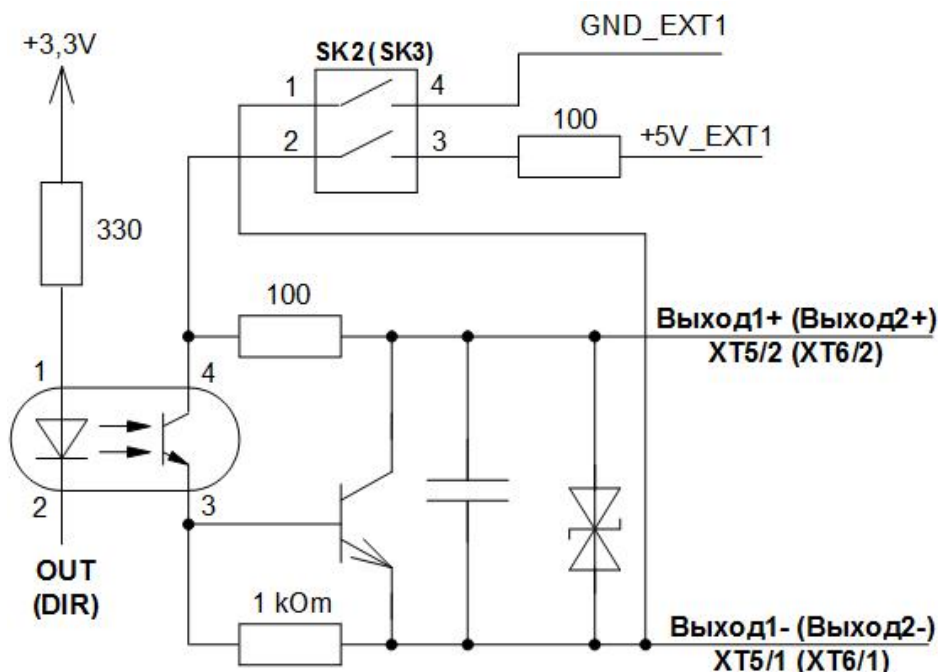 +3,3V
GND_EXT1
SK2 (SK3)
1
4
2
3
100
+5V_EXT1
330
100
Выход1+ (Выход2+)
XT5/2 (XT6/2)
1
4
2
3
OUT
(DIR)
1 kOm
Выход1- (Выход2-)
XT5/1 (XT6/1)